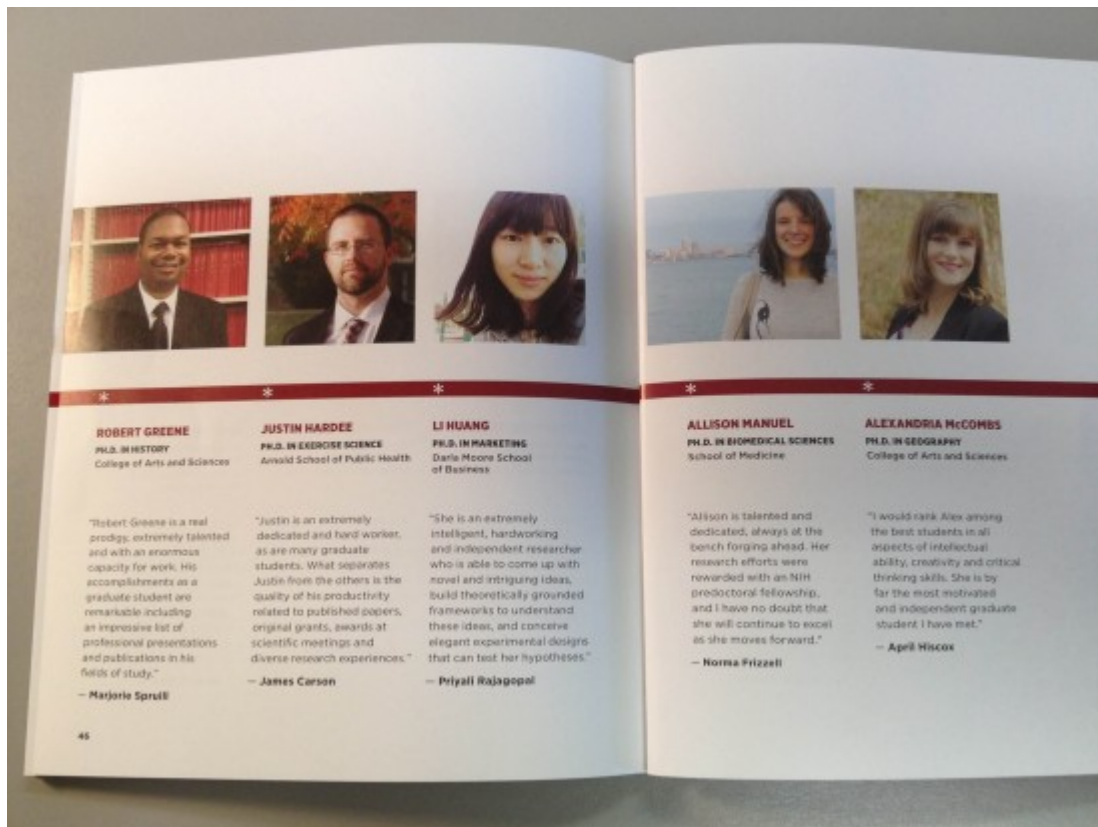 ROBERT GREENE
PH.D. IN HISTORY
College of Arts and Sciences
"Robert Greene is a real
prodigy, extremely talented
and with an enormous
capacity for work. His
accomplishments as a
graduate student are
remarkable including
an impressive list of
professional presentations
and publications in his
fields of study."
— Marjorie Spruill
JUSTIN HARDEE
PH.D. IN EXERCISE SCIENCE
Arnold School of Public Health
"Justin is an extremely
dedicated and hard worker,
as are many graduate
students. What separates
Justin from the others is the
quality of his productivity
related to published papers,
original grants, awards at
scientific meetings and
diverse research experiences."
— James Carson
LI HUANG
PH.D. IN MARKETING
Darla Moore School
of Business
"She is an extremely
intelligent, hardworking
and independent researcher
who is able to come up with
novel and intriguing ideas,
build theoretically grounded
frameworks to understand
these ideas, and conceive
elegant experimental designs
that can test her hypotheses."
— Priyali Rajagopal
45
ALLISON MANUEL
PH.D. IN BIOMEDICAL SCIENCES
School of Medicine
"Allison is talented and
dedicated, always at the
bench forging ahead. Her
research efforts were
rewarded with an NIH
predoctoral fellowship,
and I have no doubt that
she will continue to excel
as she moves forward."
— Norma Frizzell
ALEXANDRIA McCOMBS
PH.D. IN GEOGRAPHY
College of Arts and Sciences
"I would rank Alex among
the best students in all
aspects of intellectual
ability, creativity and critical
thinking skills. She is by
far the most motivated
and independent graduate
student I have met."
— April Hiscox